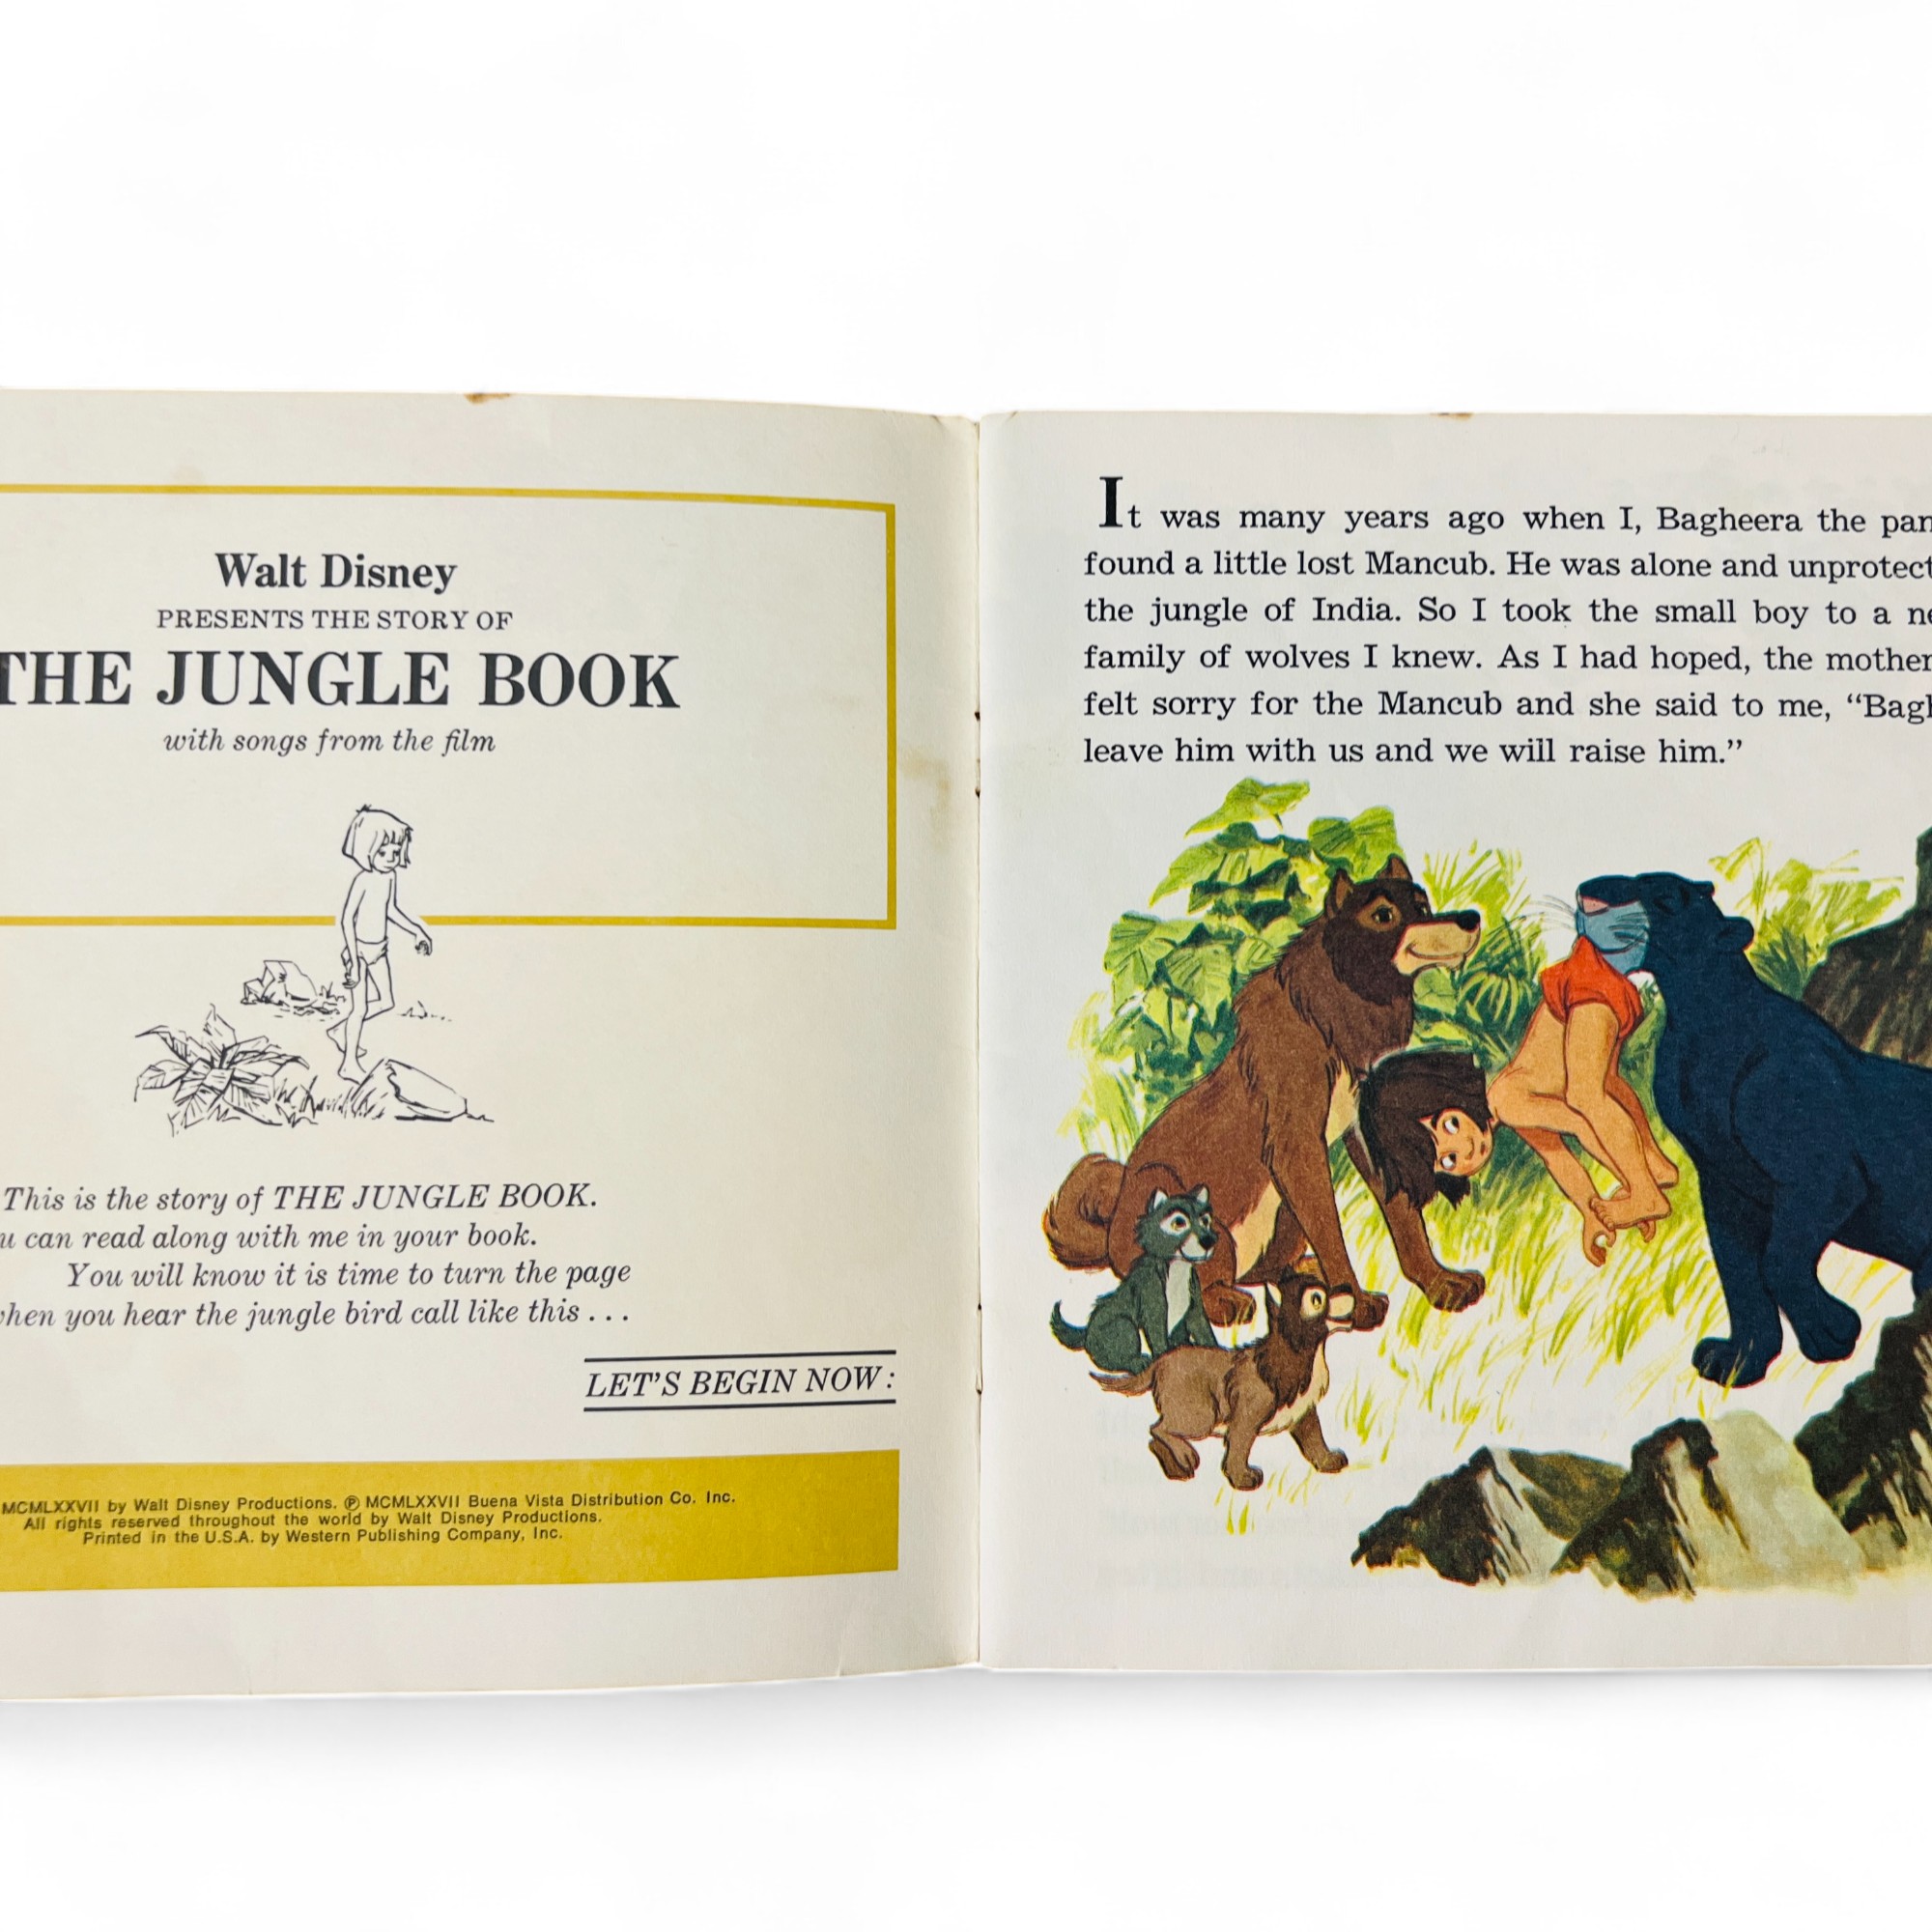 Walt Disney
PRESENTS THE STORY OF
THE JUNGLE BOOK
with songs from the film
This is the story of THE JUNGLE BOOK.
can read along with me in your book.
You will know it is time to turn the page
when you hear the jungle bird call like this . . .
LET'S BEGIN NOW:
MCMLXXVII by Walt Disney Productions. ℗ MCMLXXVII Buena Vista Distribution Co. Inc.
All rights reserved throughout the world by Walt Disney Productions.
Printed in the U.S.A. by Western Publishing Company, Inc.
It was many years ago when I, Bagheera the
found a little lost Mancub. He was alone and
the jungle of India. So I took the small boy to a
family of wolves I knew. As I had hoped, the mother
felt sorry for the Mancub and she said to me,
leave him with us and we will raise him.”